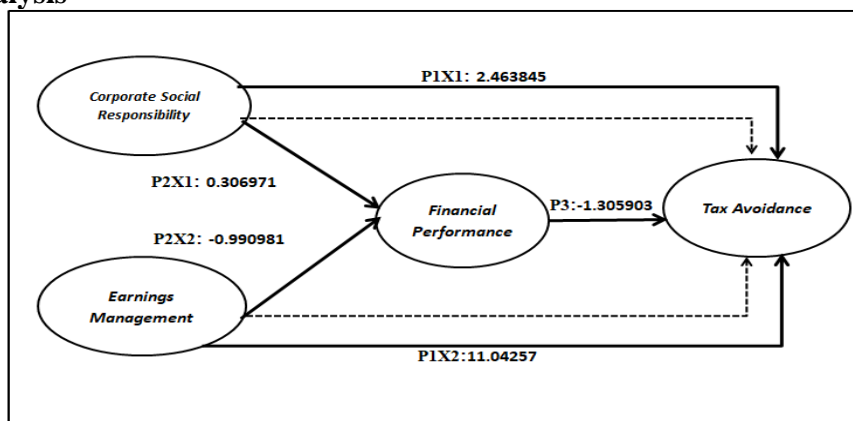 P1X1: 2.463845
Corporate Social
Responsibility
P2X1: 0.306971
Financial
Performance
P3:-1.305903
Tax Avoidance
P2X2: -0.990981
Earnings
Management
P1X2:11.04257